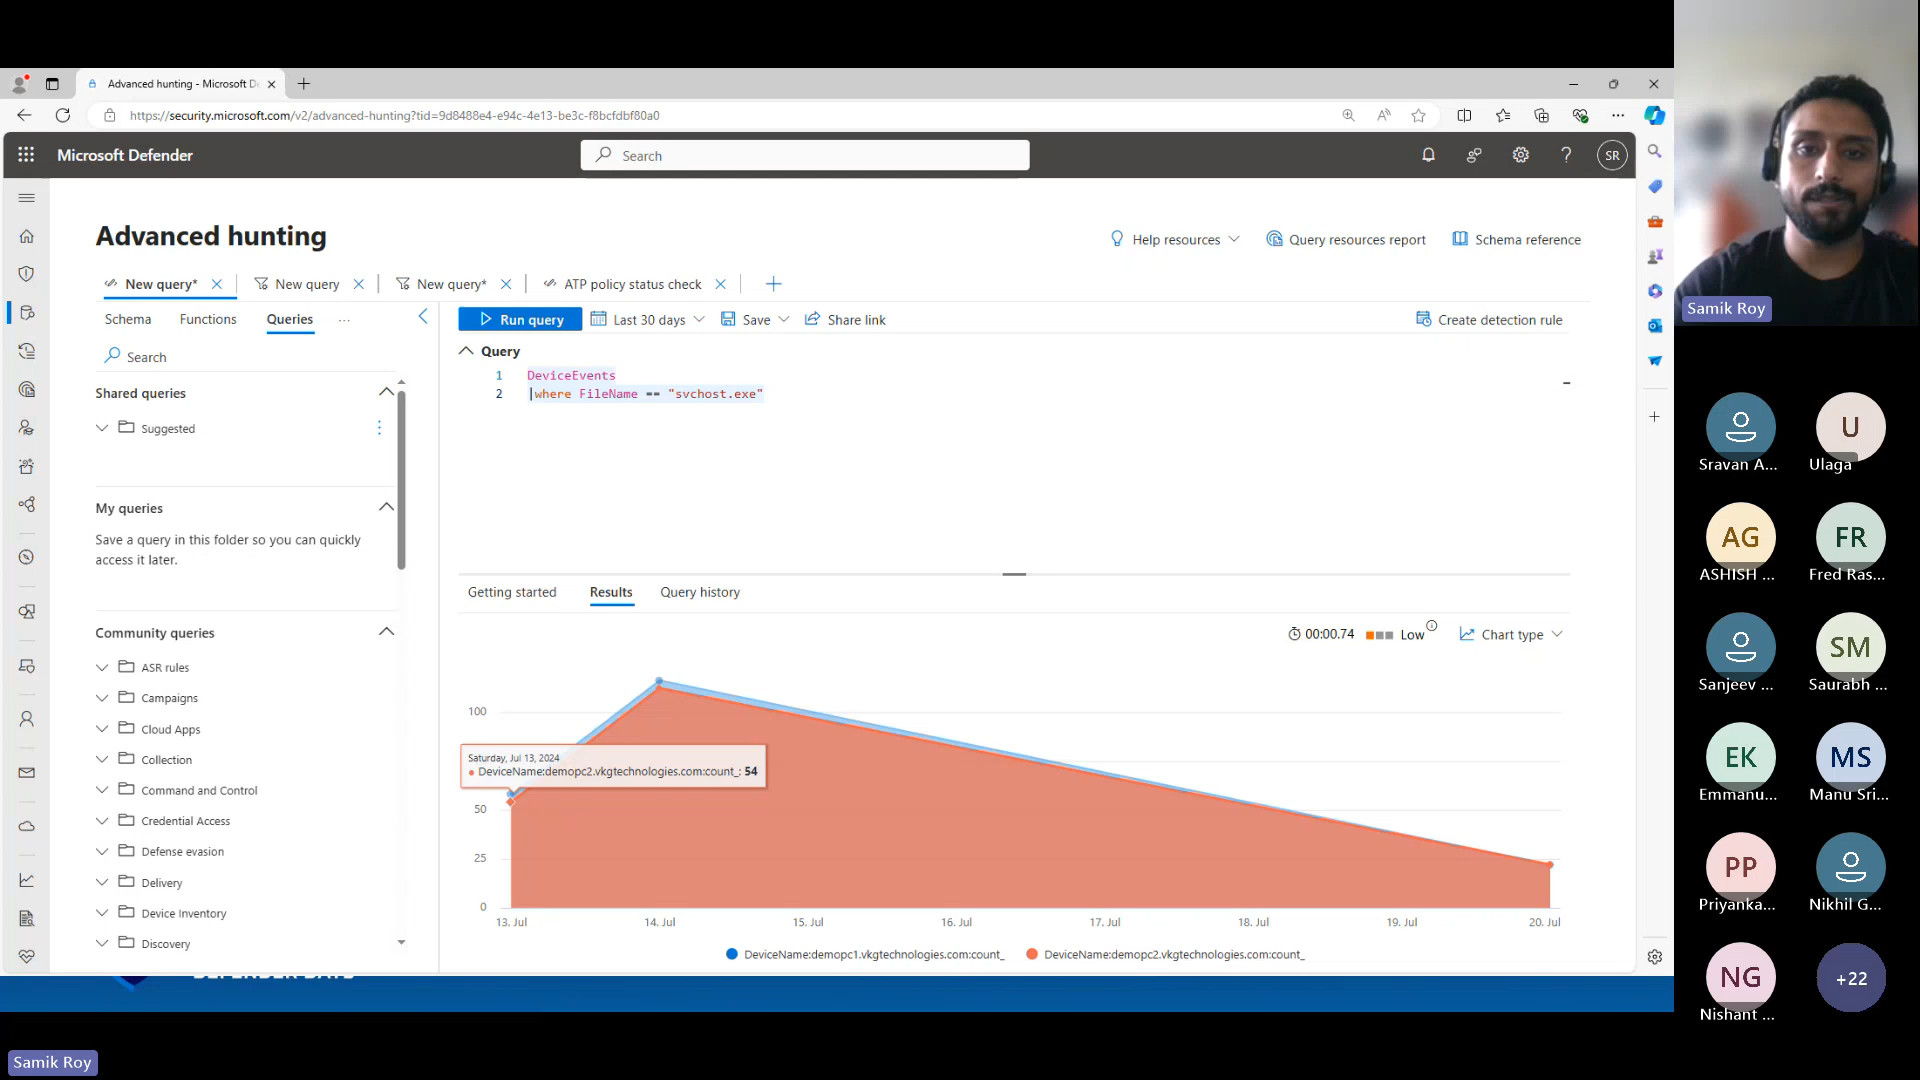 Advanced hunting - Microsoft D
https://security.microsoft.com/v2/advanced-hunting?tid=9d8488e4-e94c-4e13-be3c-f8bcfdbf80a0
Microsoft Defender
Search
SR
Advanced hunting
Help resources
Query resources report
Schema reference
New query*
New query
New query*
ATP policy status check
Schema
Functions
Queries
...
Run query
Last 30 days
Save
Share link
Create detection rule
Search
Query
1 DeviceEvents
2 |where FileName == "svchost.exe"
Shared queries
Suggested
My queries
Save a query in this folder so you can quickly
access it later.
Community queries
ASR rules
Campaigns
Cloud Apps
Collection
Command and Control
Credential Access
Defense evasion
Delivery
Device Inventory
Discovery
Getting started
Results
Query history
00:00.74
Low
Chart type
100
50
25
0
Saturday, Jul 13, 2024
DeviceName:demopc2.vkgtechnologies.com:count_: 54
13. Jul
14. Jul
15. Jul
16. Jul
17. Jul
18. Jul
19. Jul
20. Jul
DeviceName:demopc1.vkgtechnologies.com:count_
DeviceName:demopc2.vkgtechnologies.com:count_
Samik Roy
Sravan A...
U
Ulaga
AG
ASHISH ...
FR
Fred Ras...
Sanjeev ...
SM
Saurabh ...
EK
Emmanu...
MS
Manu Sri...
PP
Priyanka...
Nikhil G...
NG
Nishant ...
+22
Samik Roy